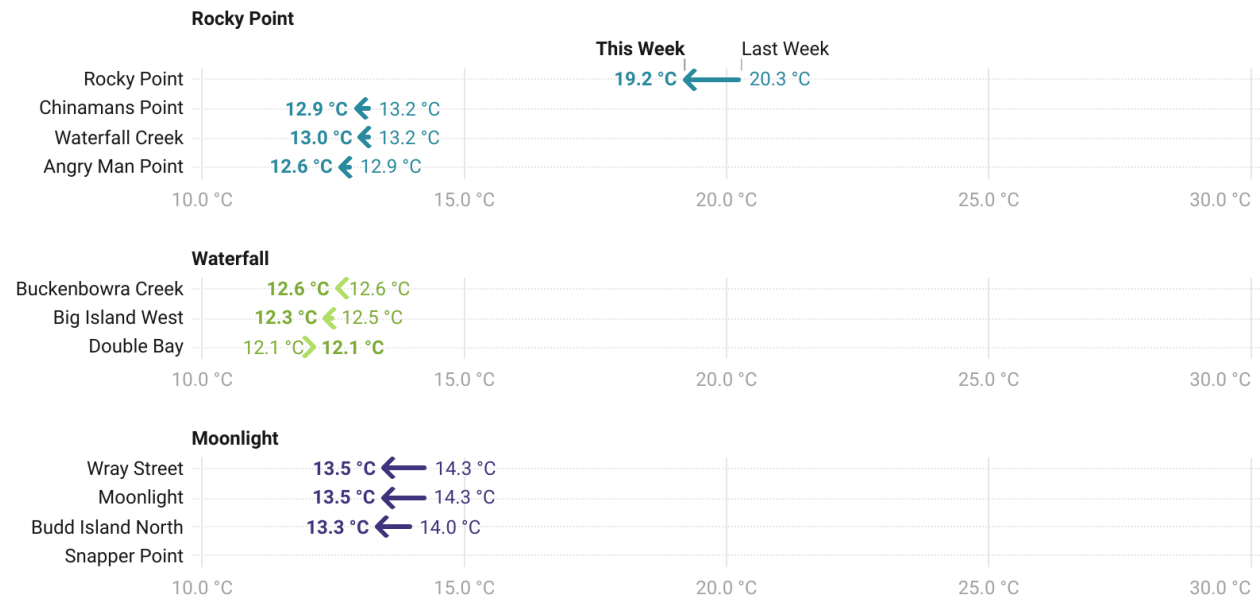 Rocky Point
This Week Last Week
Rocky Point 19.2 °C 20.3 °C
Chinamans Point 12.9 °C 13.2 °C
Waterfall Creek 13.0 °C 13.2 °C
Angry Man Point 12.6 °C 12.9 °C
10.0 °C 15.0 °C 20.0 °C 25.0 °C 30.0 °C
Waterfall
Buckenbowra Creek 12.6 °C 12.6 °C
Big Island West 12.3 °C 12.5 °C
Double Bay 12.1 °C 12.1 °C
10.0 °C 15.0 °C 20.0 °C 25.0 °C 30.0 °C
Moonlight
Wray Street 13.5 °C 14.3 °C
Moonlight 13.5 °C 14.3 °C
Budd Island North 13.3 °C 14.0 °C
Snapper Point
10.0 °C 15.0 °C 20.0 °C 25.0 °C 30.0 °C